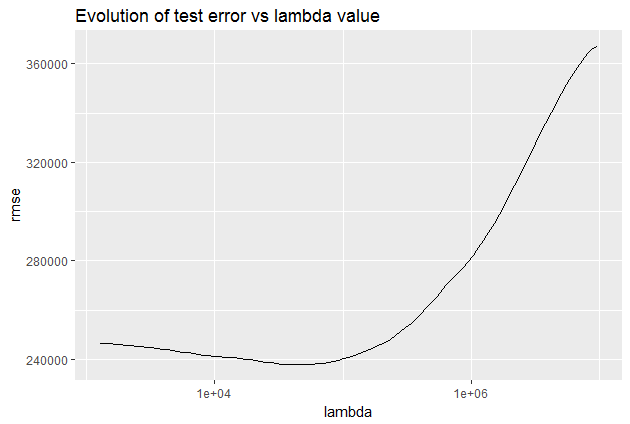 Evolution of test error vs lambda value
rmse
360000
320000
280000
240000
1e+04
1e+06
lambda